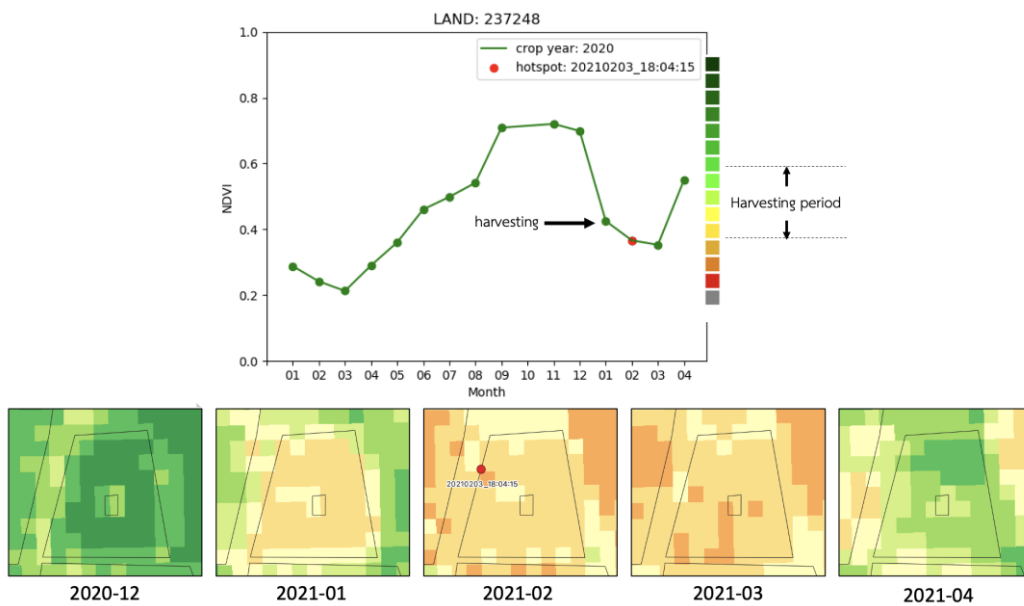 LAND: 237248
crop year: 2020
hotspot: 20210203_18:04:15
1.0
0.8
0.6
0.4
0.2
0.0
NDVI
harvesting
Harvesting period
01 02 03 04 05 06 07 08 09 10 11 12 01 02 03 04
Month
20210203_18:04:15
2020-12 2021-01 2021-02 2021-03 2021-04